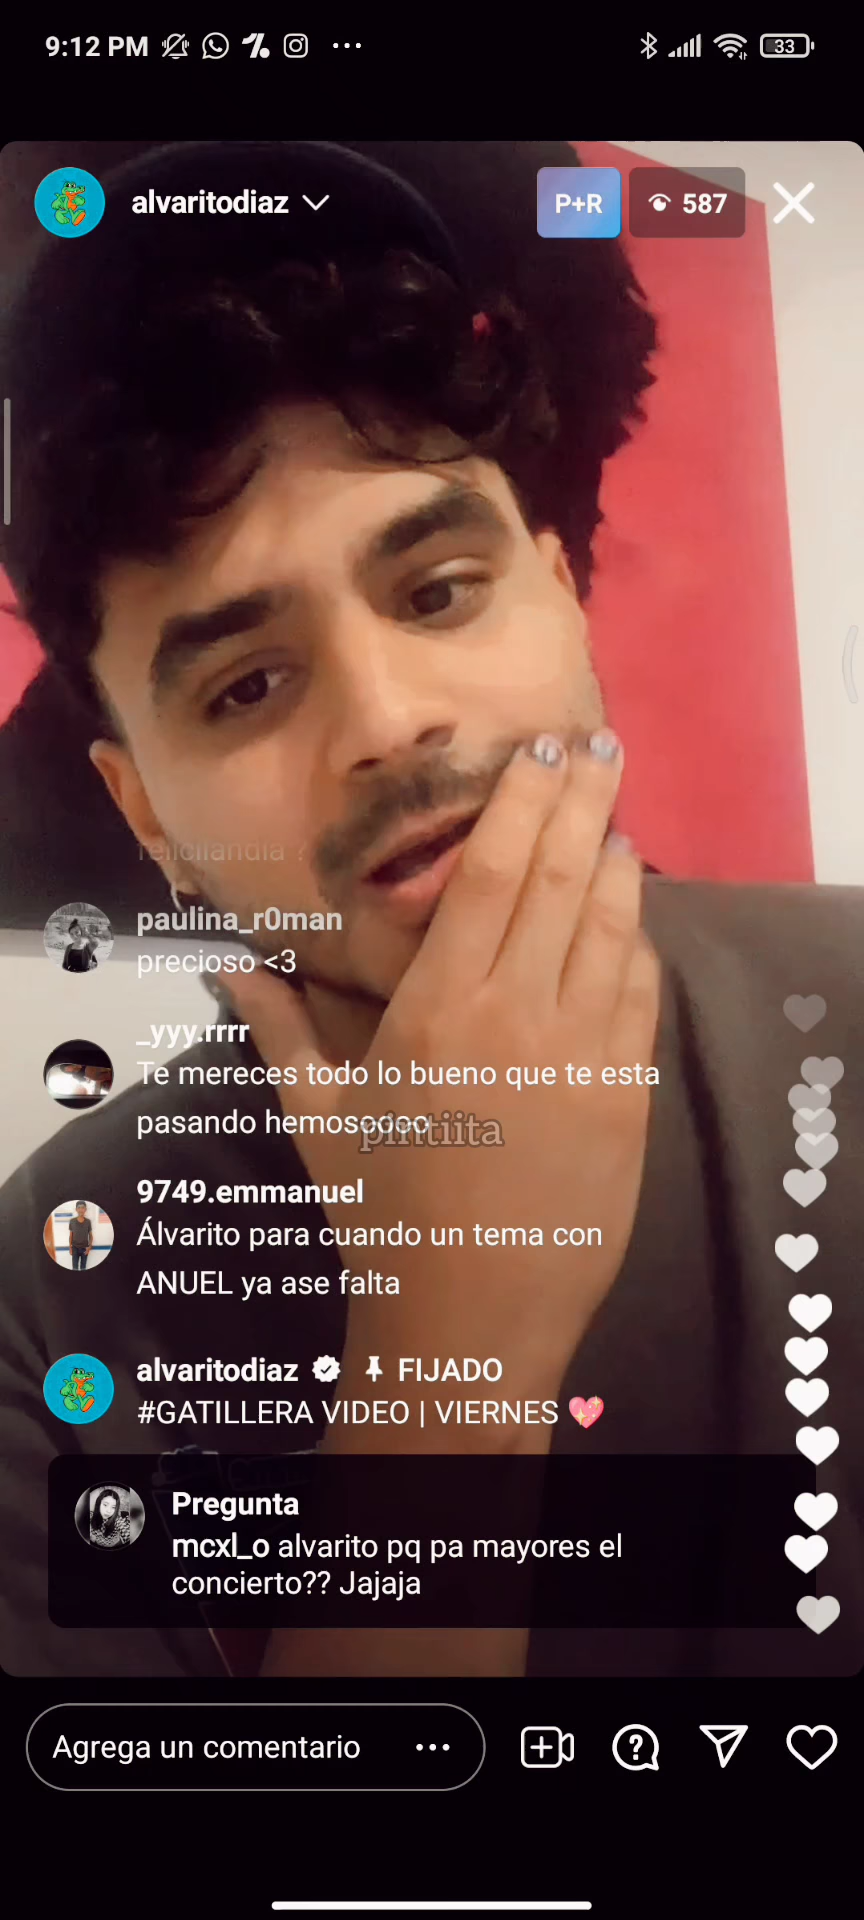 9:12 PM
33
alvaritodiaz
P+R
587
felicilandia ?
paulina_r0man
precioso <3
_yyy.rrrr
Te mereces todo lo bueno que te esta
pasando hemosoooo
pintiita
9749.emmanuel
Álvarito para cuando un tema con
ANUEL ya ase falta
alvaritodiaz FIJADO
#GATILLERA VIDEO | VIERNES 💖
Pregunta
mcxl_o alvarito pq pa mayores el
concierto?? Jajaja
Agrega un comentario